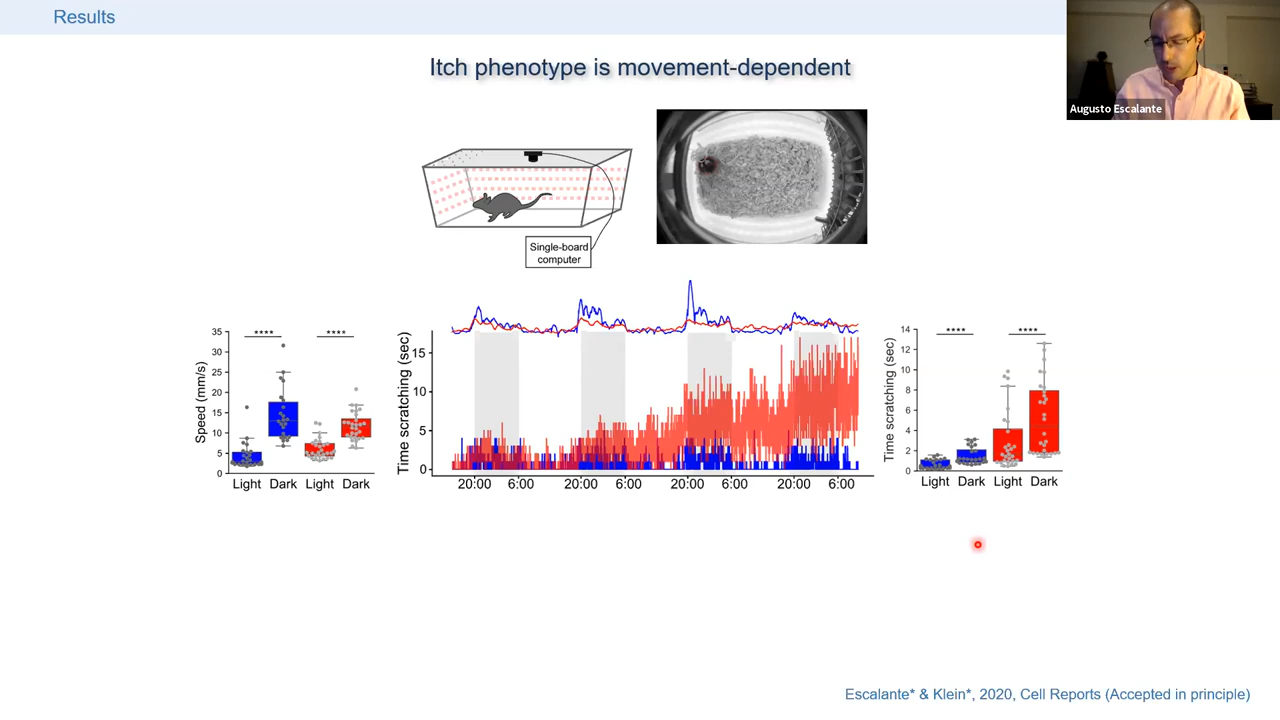 Results
Augusto Escalante
Itch phenotype is movement-dependent
Single-board
computer
Speed (mm/s)
35
30
25
20
15
10
5
0
****
****
Light Dark Light Dark
Time scratching (sec)
15
10
5
0
20:00 6:00 20:00 6:00 20:00 6:00 20:00 6:00
Time scratching (sec)
14
12
10
8
6
4
2
0
****
****
Light Dark Light Dark
Escalante* & Klein*, 2020, Cell Reports (Accepted in principle)